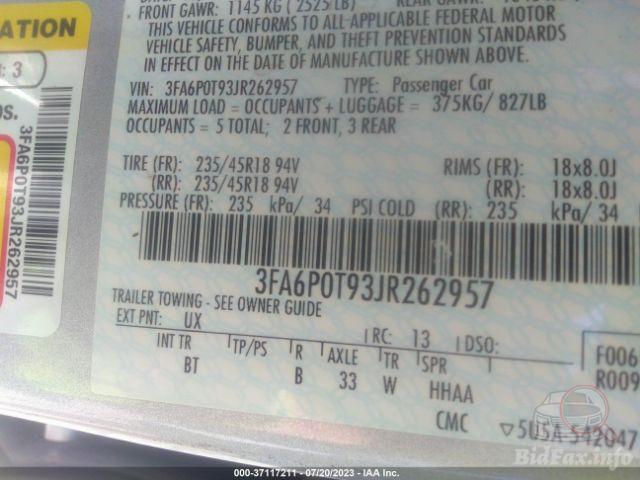 FRONT GAWR: 1145 KG ( 2525 LB)
THIS VEHICLE CONFORMS TO ALL APPLICABLE FEDERAL MOTOR
VEHICLE SAFETY, BUMPER, AND THEFT PREVENTION STANDARDS
IN EFFECT ON THE DATE OF MANUFACTURE SHOWN ABOVE.
VIN: 3FA6P0T93JR262957 TYPE: Passenger Car
MAXIMUM LOAD = OCCUPANTS + LUGGAGE = 375KG/ 827LB
OCCUPANTS = 5 TOTAL; 2 FRONT, 3 REAR
TIRE (FR): 235/45R18 94V RIMS (FR): 18x8.0J
(RR): 235/45R18 94V (RR): 18x8.0J
PRESSURE (FR): 235 kPa/ 34 PSI COLD (RR): 235 kPa/ 34
3FA6P0T93JR262957
TRAILER TOWING - SEE OWNER GUIDE
EXT PNT: UX RC: 13 DSO:
INT TR TP/PS R AXLE TR SPR F006
BT B 33 W HHAA R009
CMC ▽5U5A 542047
: 3
3FA6P0T93JR262957
000-37117211 - 07/20/2023 - IAA Inc.
BidFax.info